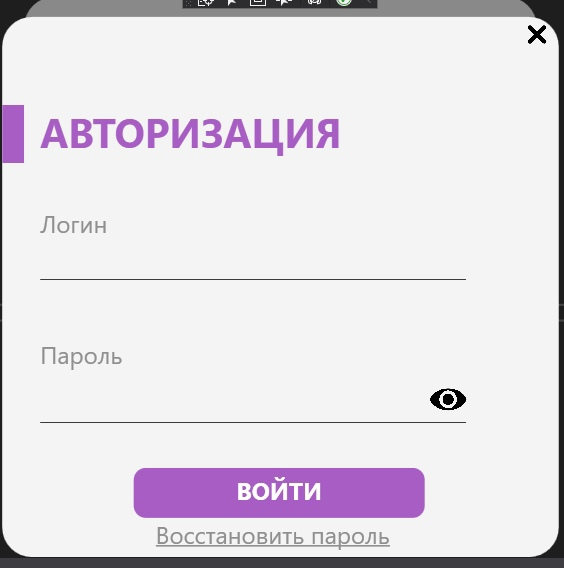 АВТОРИЗАЦИЯ
Логин
Пароль
ВОЙТИ
Восстановить пароль